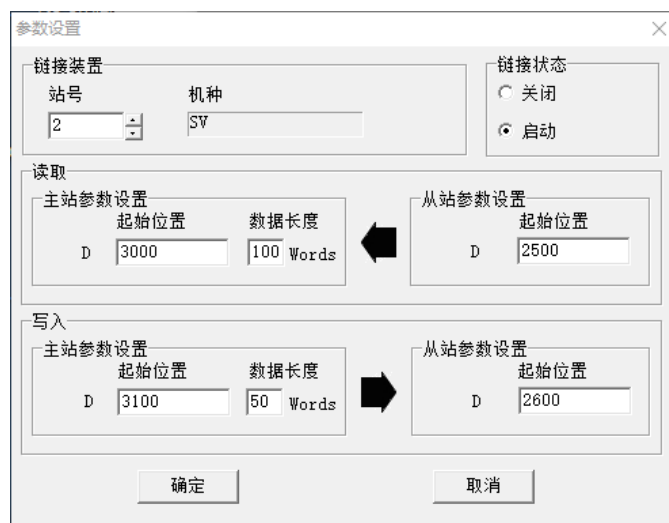 参数设置
链接装置
站号 机种
2 SV
链接状态
关闭
启动
读取
主站参数设置
起始位置 数据长度
D 3000 100 Words
从站参数设置
起始位置
D 2500
写入
主站参数设置
起始位置 数据长度
D 3100 50 Words
从站参数设置
起始位置
D 2600
确定 取消